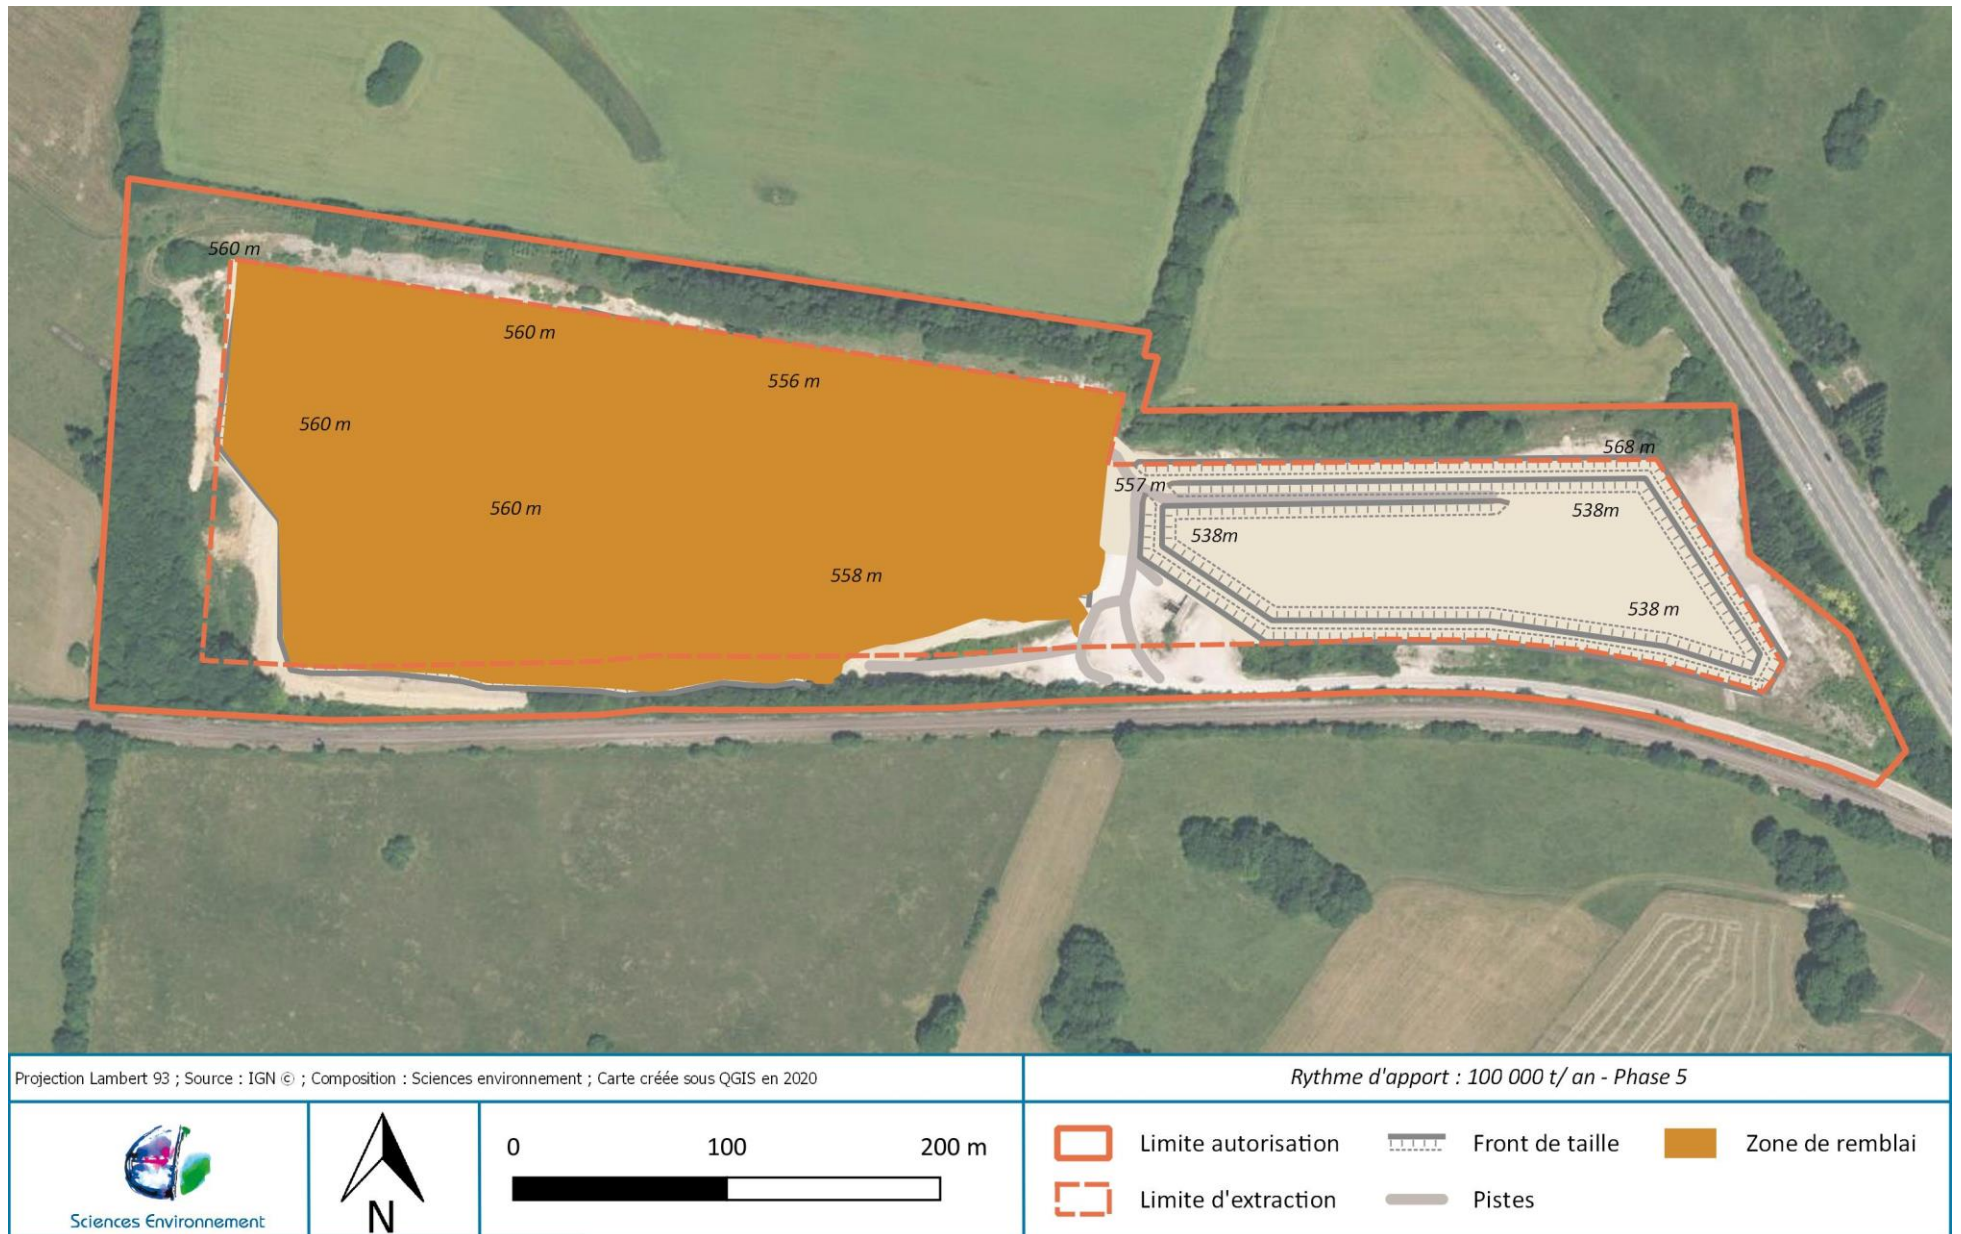 560 m
560 m
556 m
560 m
568 m
557 m
560 m
538m
538m
558 m
538 m
Projection Lambert 93 ; Source : IGN © ; Composition : Sciences environnement ; Carte créée sous QGIS en 2020
Rythme d'apport : 100 000 t/ an - Phase 5
0 100 200 m
Limite autorisation
Front de taille
Zone de remblai
Limite d'extraction
Pistes
Sciences Environnement
N